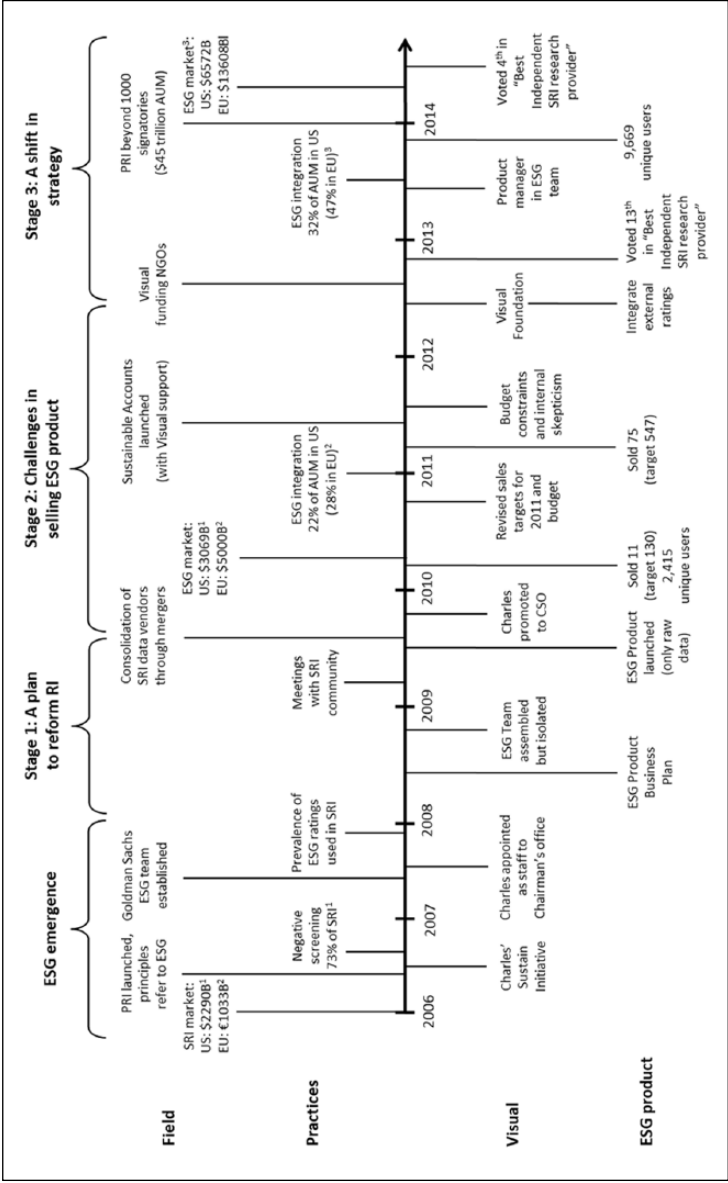 ESG emergence
Stage 1: A plan
to reform RI
Stage 2: Challenges in
selling ESG product
Stage 3: A shift in
strategy
Field
PRI launched,
principles
refer to ESG
Goldman Sachs
ESG team
established
Consolidation of
SRI data vendors
through mergers
Sustainable Accounts
launched
(with Visual support)
Visual
funding NGOs
PRI beyond 1000
signatories
($45 trillion AUM)
SRI market:
US: $2290B¹
EU: €1033B²
ESG market:
US: $3069B¹
EU: $5000B²
ESG market³:
US: $6572B
EU: $13608Bl
Practices
Negative
screening
73% of SRI¹
Prevalence of
ESG ratings
used in SRI
Meetings
with SRI
community
ESG integration
22% of AUM in US
(28% in EU)²
ESG integration
32% of AUM in US
(47% in EU)³
2006
2007
2008
2009
2010
2011
2012
2013
2014
Visual
Charles'
Sustain
Initiative
Charles appointed
as staff to
Chairman's office
ESG Team
assembled
but isolated
Charles
promoted
to CSO
Revised sales
targets for
2011 and
budget
Budget
constraints
and internal
skepticism
Visual
Foundation
Product
manager
in ESG
team
Voted 4th in
"Best
Independent
SRI research
provider"
ESG product
ESG Product
Business
Plan
ESG Product
launched
(only raw
data)
Sold 11
(target 130)
2,415
unique users
Sold 75
(target 547)
Integrate
external
ratings
Voted 13th
in "Best
Independent
SRI research
provider"
9,669
unique users